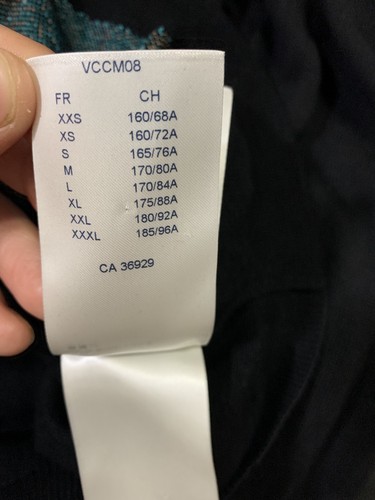 VCCM08
FR CH
XXS 160/68A
XS 160/72A
S 165/76A
M 170/80A
L 170/84A
XL 175/88A
XXL 180/92A
XXXL 185/96A
CA 36929